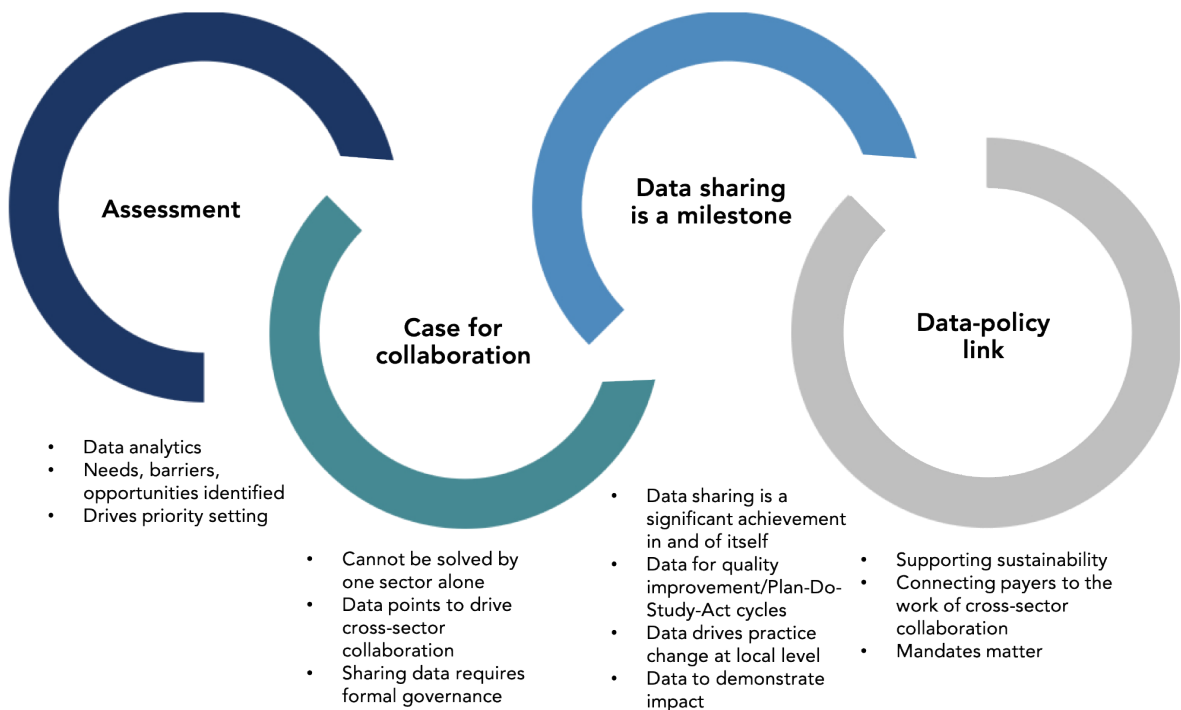 Assessment
• Data analytics
• Needs, barriers,
opportunities identified
• Drives priority setting
Case for
collaboration
• Cannot be solved by
one sector alone
• Data points to drive
cross-sector
collaboration
• Sharing data requires
formal governance
Data sharing
is a milestone
• Data sharing is a
significant achievement
in and of itself
• Data for quality
improvement/Plan-Do-
Study-Act cycles
• Data drives practice
change at local level
• Data to demonstrate
impact
Data-policy
link
• Supporting sustainability
• Connecting payers to the
work of cross-sector
collaboration
• Mandates matter